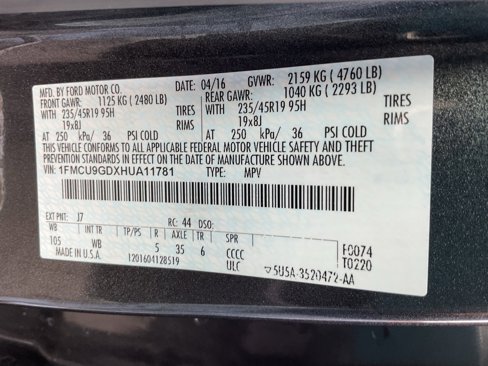 MFD. BY FORD MOTOR CO. DATE: 04/16 GVWR: 2159 KG ( 4760 LB)
FRONT GAWR: 1125 KG ( 2480 LB) REAR GAWR: 1040 KG ( 2293 LB)
WITH 235/45R19 95H TIRES WITH 235/45R19 95H TIRES
19x8J RIMS 19x8J RIMS
AT 250 kPa/ 36 PSI COLD AT 250 kPa/ 36 PSI COLD
THIS VEHICLE CONFORMS TO ALL APPLICABLE FEDERAL MOTOR VEHICLE SAFETY AND BUMPER
STANDARDS IN EFFECT ON THE DATE OF MANUFACTURE SHOWN ABOVE.
VIN: 1FMCU9GDXHUA11781 TYPE: MPV
EXT PNT: J7 RC: 44 DSO:
WB TP/PS R AXLE TR SPR F0074
105 WB 5 35 6 CCCC T0220
MADE IN U.S.A. 1201604128519 ULC 5U5A-3520472-AA